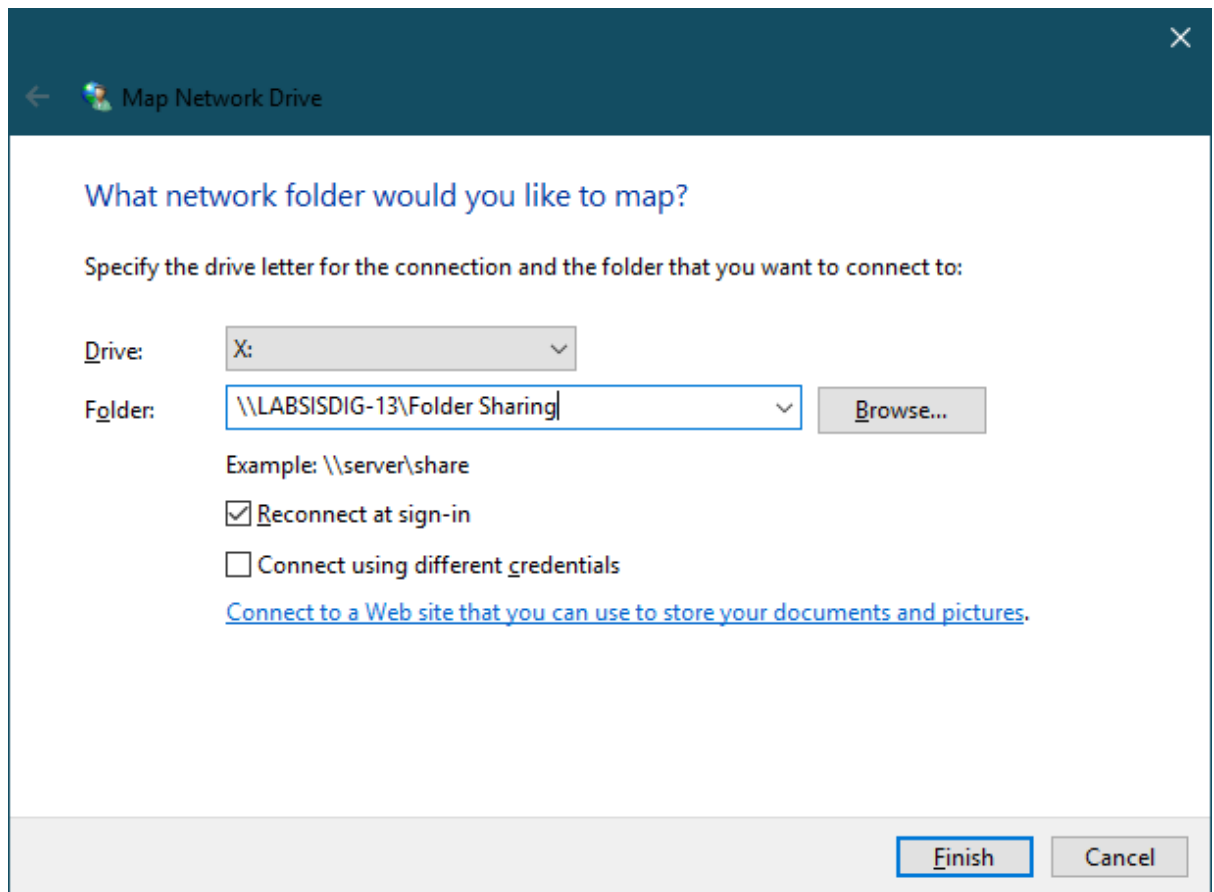 Map Network Drive
What network folder would you like to map?
Specify the drive letter for the connection and the folder that you want to connect to:
Drive: X:
Folder: \\LABSISDIG-13\Folder Sharing Browse...
Example: \\server\share
Reconnect at sign-in
Connect using different credentials
Connect to a Web site that you can use to store your documents and pictures.
Finish Cancel